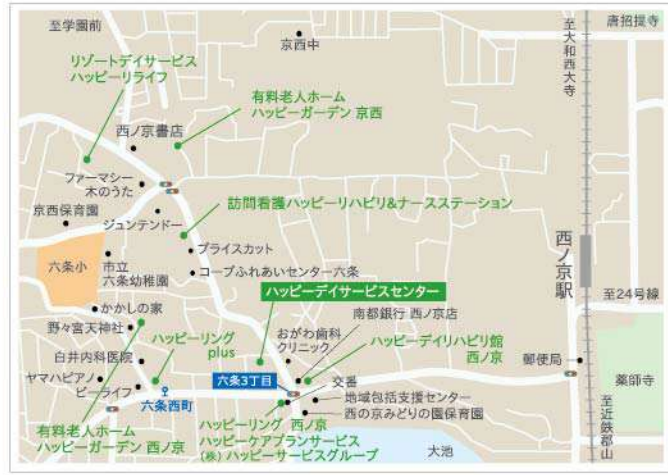 至学園前
京西中
唐招提寺
至大和西大寺
リゾートデイサービス
ハッピーリライフ
有料老人ホーム
ハッピーガーデン 京西
西ノ京書店
ファーマシー
木のうた
京西保育園
ジュンテンドー
訪問看護ハッピーリハビリ&ナースステーション
六条小
市立
六条幼稚園
プライスカット
コープふれあいセンター六条
西ノ京駅
至24号線
ハッピーデイサービスセンター
かかしの家
野々宮天神社
ハッピーリング
plus
南都銀行 西ノ京店
おがわ歯科
クリニック
ハッピーデイリハビリ館
西ノ京
郵便局
白井内科医院
ヤマハピアノ
ビーライフ
六条3丁目
交番
薬師寺
六条西町
地域包括支援センター
西の京みどりの園保育園
有料老人ホーム
ハッピーガーデン 西ノ京
ハッピーリング 西ノ京
ハッピーケアプランサービス
(株)ハッピーサービスグループ
大池
至近鉄郡山